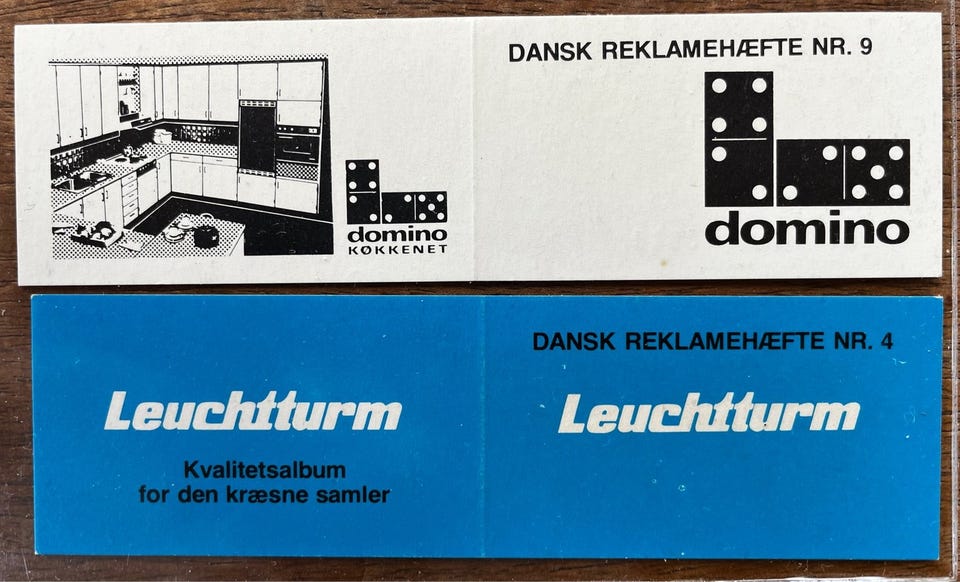 DANSK REKLAMEHÆFTE NR. 9
domino
KØKKENET
domino
DANSK REKLAMEHÆFTE NR. 4
Leuchtturm
Kvalitetsalbum
for den kræsne samler
Leuchtturm